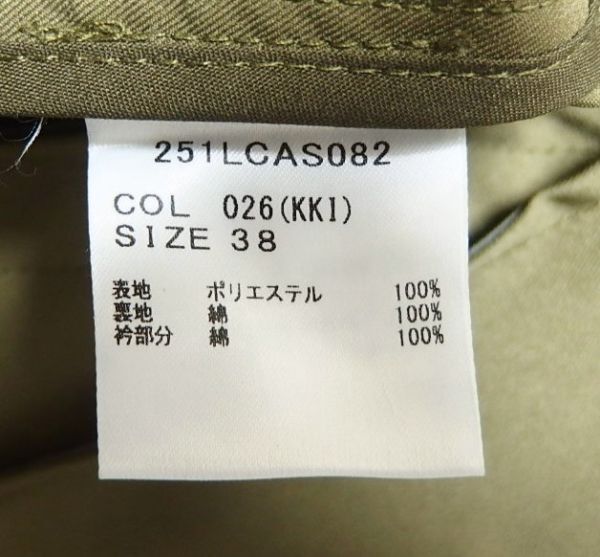 251LCAS082
COL 026(KKI)
SIZE 38
表地 ポリエステル 100%
裏地 綿 100%
衿部分 綿 100%